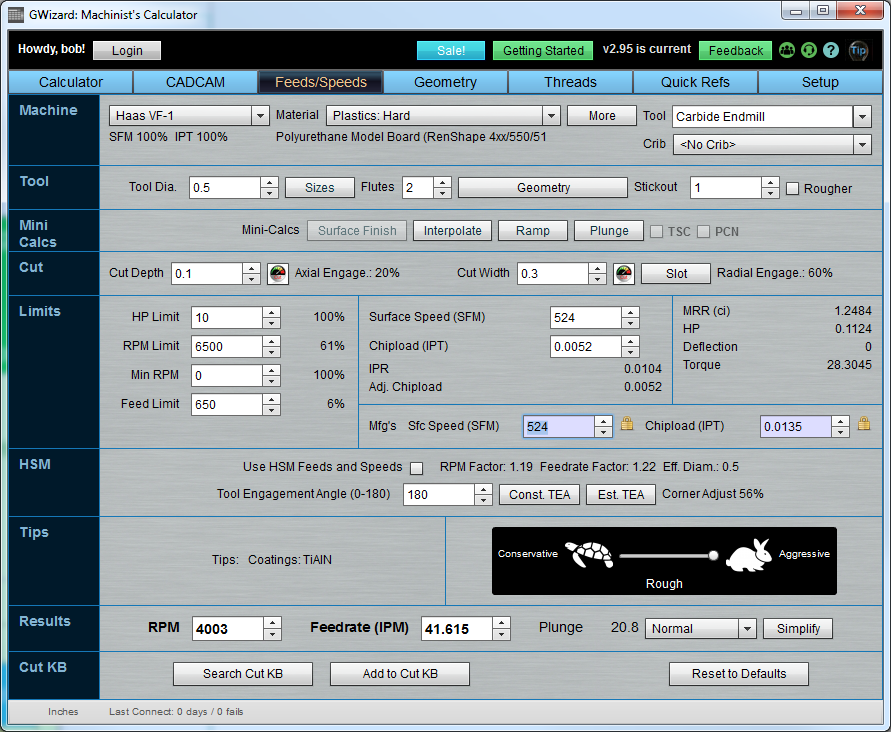 GWizard: Machinist's Calculator
Howdy, bob! Login Sale! Getting Started v2.95 is current Feedback ? Tip
Calculator CADCAM Feeds/Speeds Geometry Threads Quick Refs Setup
Machine Haas VF-1 Material Plastics: Hard More Tool Carbide Endmill
SFM 100% IPT 100% Polyurethane Model Board (RenShape 4xx/550/51 Crib <No Crib>
Tool Tool Dia. 0.5 Sizes Flutes 2 Geometry Stickout 1 Rougher
Mini Calcs Mini-Calcs Surface Finish Interpolate Ramp Plunge TSC PCN
Cut Cut Depth 0.1 Axial Engage.: 20% Cut Width 0.3 Slot Radial Engage.: 60%
Limits HP Limit 10 100% Surface Speed (SFM) 524 MRR (ci) 1.2484
HP 0.1124
RPM Limit 6500 61% Chipload (IPT) 0.0052 Deflection 0
Min RPM 0 100% IPR 0.0104 Torque 28.3045
Adj. Chipload 0.0052
Feed Limit 650 6%
Mfg's Sfc Speed (SFM) 524 Chipload (IPT) 0.0135
HSM Use HSM Feeds and Speeds RPM Factor: 1.19 Feedrate Factor: 1.22 Eff. Diam.: 0.5
Tool Engagement Angle (0-180) 180 Const. TEA Est. TEA Corner Adjust 56%
Tips Tips: Coatings: TiAlN Conservative Aggressive
Rough
Results RPM 4003 Feedrate (IPM) 41.615 Plunge 20.8 Normal Simplify
Cut KB Search Cut KB Add to Cut KB Reset to Defaults
Inches Last Connect: 0 days / 0 fails